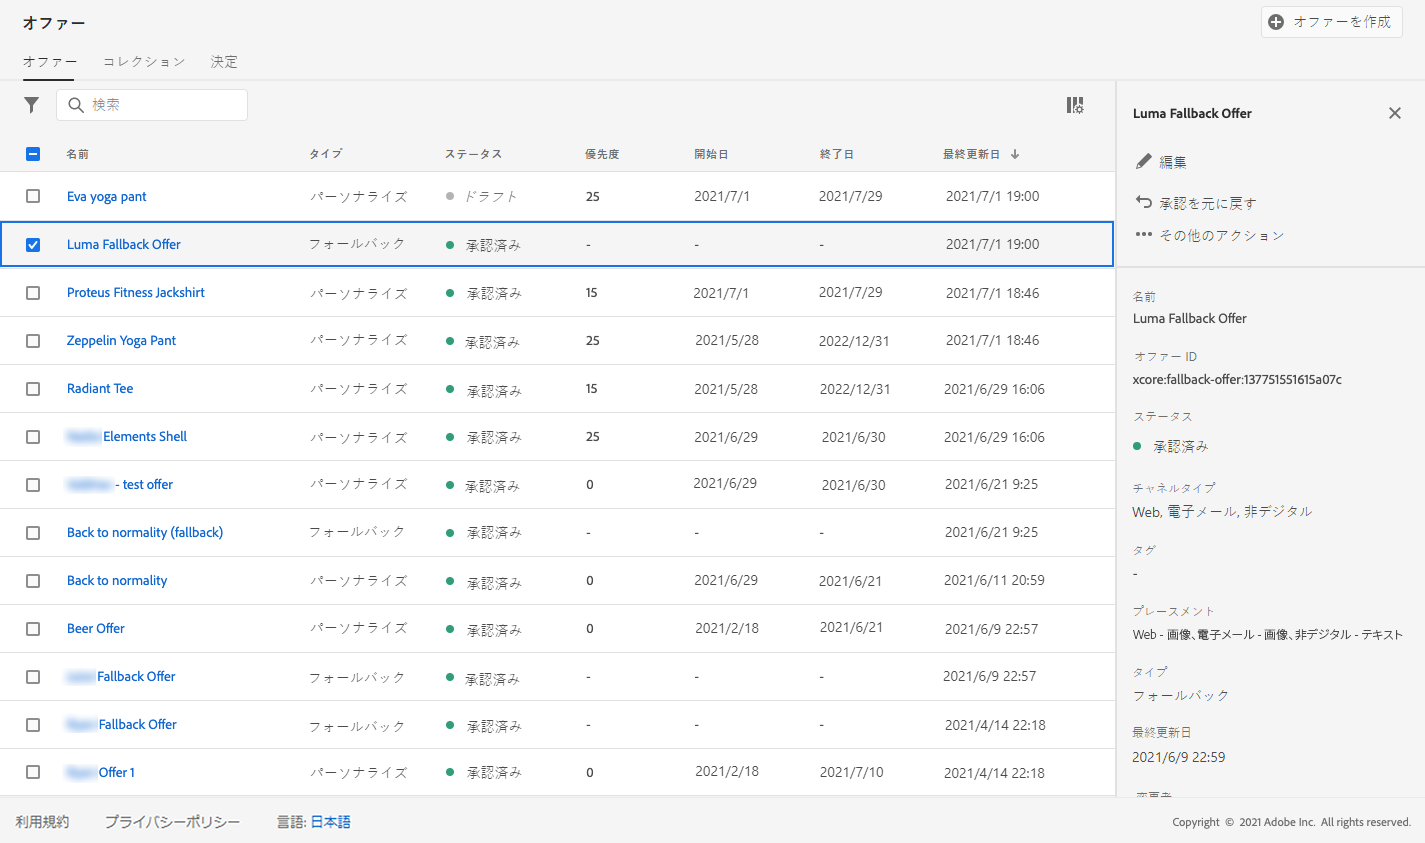 オファー
オファーを作成
オファー コレクション 決定
検索
名前 タイプ ステータス 優先度 開始日 終了日 最終更新日
Eva yoga pant パーソナライズ ドラフト 25 2021/7/1 2021/7/29 2021/7/1 19:00
Luma Fallback Offer フォールバック 承認済み - - - 2021/7/1 19:00
Proteus Fitness Jackshirt パーソナライズ 承認済み 15 2021/7/1 2021/7/29 2021/7/1 18:46
Zeppelin Yoga Pant パーソナライズ 承認済み 25 2021/5/28 2022/12/31 2021/7/1 18:46
Radiant Tee パーソナライズ 承認済み 15 2021/5/28 2022/12/31 2021/6/29 16:06
Elements Shell パーソナライズ 承認済み 25 2021/6/29 2021/6/30 2021/6/29 16:06
- test offer パーソナライズ 承認済み 0 2021/6/29 2021/6/30 2021/6/21 9:25
Back to normality (fallback) フォールバック 承認済み - - - 2021/6/21 9:25
Back to normality パーソナライズ 承認済み 0 2021/6/29 2021/6/21 2021/6/11 20:59
Beer Offer パーソナライズ 承認済み 0 2021/2/18 2021/6/21 2021/6/9 22:57
Fallback Offer フォールバック 承認済み - - - 2021/6/9 22:57
Fallback Offer フォールバック 承認済み - - - 2021/4/14 22:18
Offer 1 パーソナライズ 承認済み 0 2021/2/18 2021/7/10 2021/4/14 22:18
Luma Fallback Offer
編集
承認を元に戻す
その他のアクション
名前
Luma Fallback Offer
オファー ID
xcore:fallback-offer:137751551615a07c
ステータス
承認済み
チャネルタイプ
Web, 電子メール, 非デジタル
タグ
-
プレースメント
Web - 画像、電子メール - 画像、非デジタル - テキスト
タイプ
フォールバック
最終更新日
2021/6/9 22:59
利用規約 プライバシーポリシー 言語: 日本語
Copyright © 2021 Adobe Inc. All rights reserved.